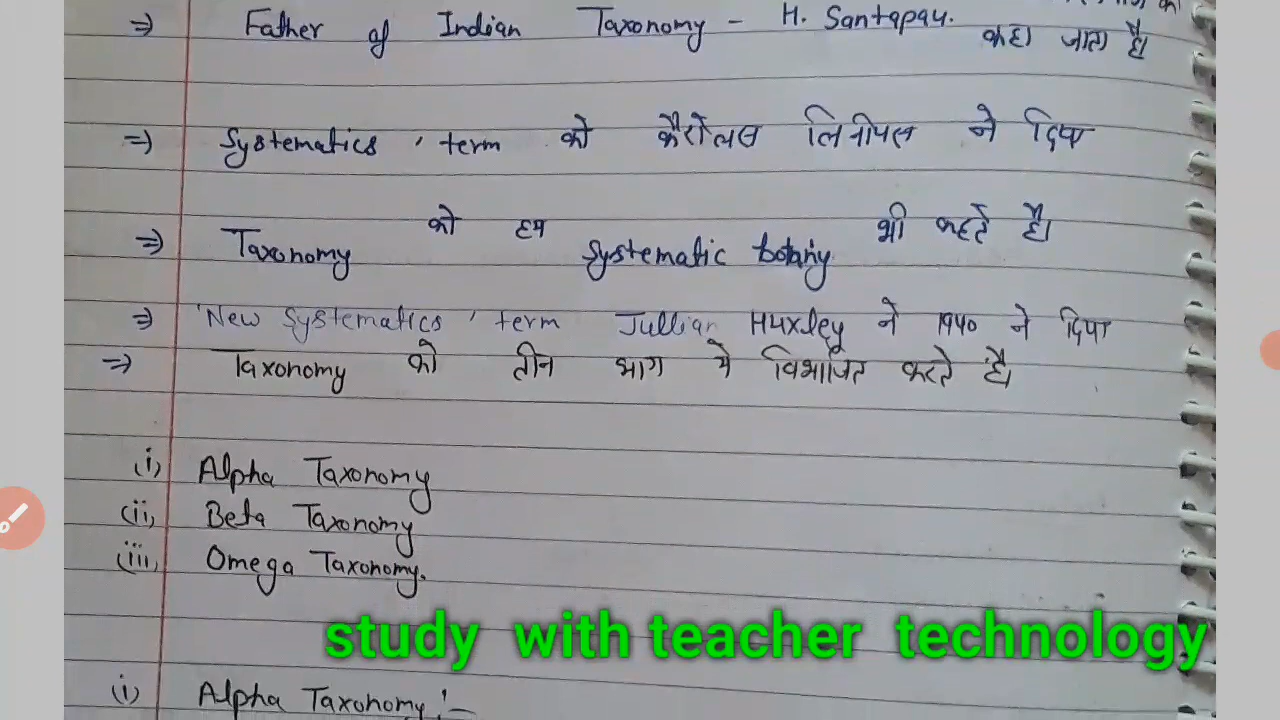 ⇒ Father of Indian Taxonomy - H. Santapau. कहा जाता है।
⇒ Systematics ' term को कैरोलस लिनीयस ने दिया
⇒ Taxonomy को हम Systematic botany भी कहते है।
⇒ 'New Systematics' term Jullian Huxley ने 1940 ने दिया
⇒ Taxonomy को तीन भाग मे विभाजित करते है।
(i) Alpha Taxonomy
(ii) Beta Taxonomy
(iii) Omega Taxonomy.
study with teacher technology
(i) Alpha Taxonomy :-